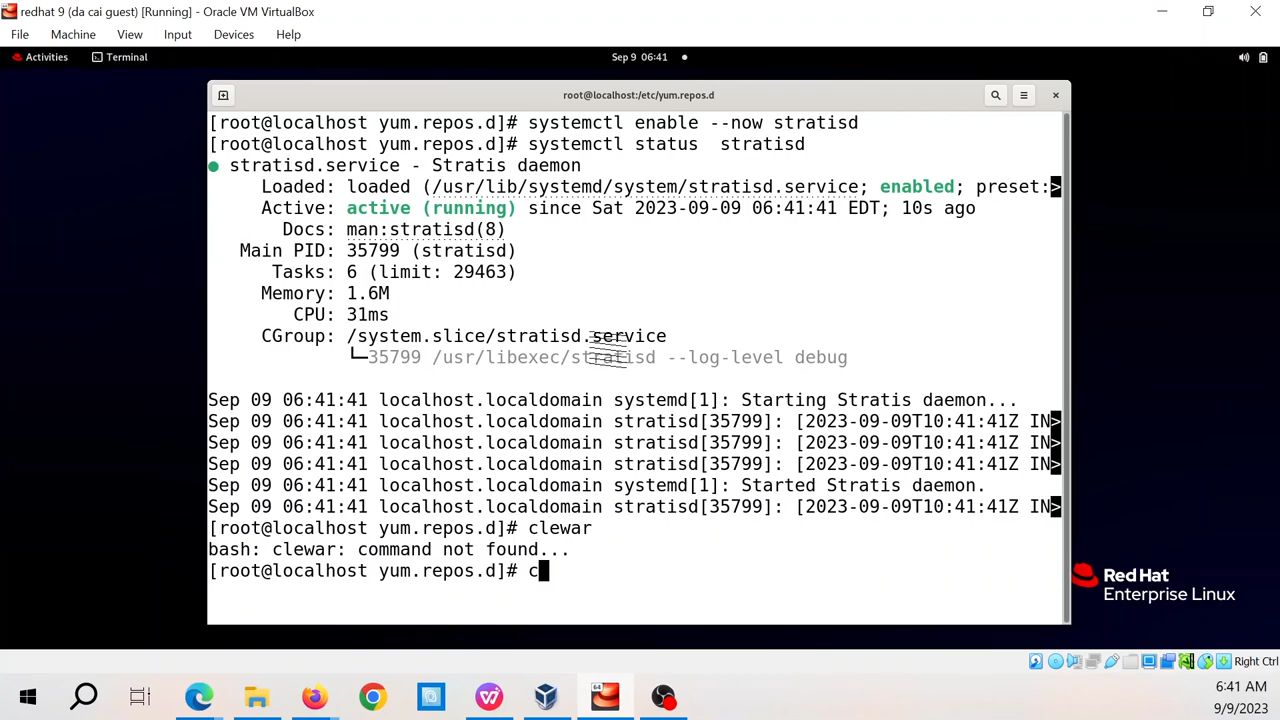 redhat 9 (da cai guest) [Running] - Oracle VM VirtualBox
File Machine View Input Devices Help
Activities Terminal Sep 9 06:41
root@localhost:/etc/yum.repos.d
[root@localhost yum.repos.d]# systemctl enable --now stratisd
[root@localhost yum.repos.d]# systemctl status  stratisd
● stratisd.service - Stratis daemon
     Loaded: loaded (/usr/lib/systemd/system/stratisd.service; enabled; preset:>
     Active: active (running) since Sat 2023-09-09 06:41:41 EDT; 10s ago
       Docs: man:stratisd(8)
   Main PID: 35799 (stratisd)
      Tasks: 6 (limit: 29463)
     Memory: 1.6M
        CPU: 31ms
     CGroup: /system.slice/stratisd.service
             └─35799 /usr/libexec/stratisd --log-level debug
Sep 09 06:41:41 localhost.localdomain systemd[1]: Starting Stratis daemon...
Sep 09 06:41:41 localhost.localdomain stratisd[35799]: [2023-09-09T10:41:41Z IN>
Sep 09 06:41:41 localhost.localdomain stratisd[35799]: [2023-09-09T10:41:41Z IN>
Sep 09 06:41:41 localhost.localdomain stratisd[35799]: [2023-09-09T10:41:41Z IN>
Sep 09 06:41:41 localhost.localdomain systemd[1]: Started Stratis daemon.
Sep 09 06:41:41 localhost.localdomain stratisd[35799]: [2023-09-09T10:41:41Z IN>
[root@localhost yum.repos.d]# clewar
bash: clewar: command not found...
[root@localhost yum.repos.d]# c
Red Hat
Enterprise Linux
Right Ctrl
64
6:41 AM
9/9/2023